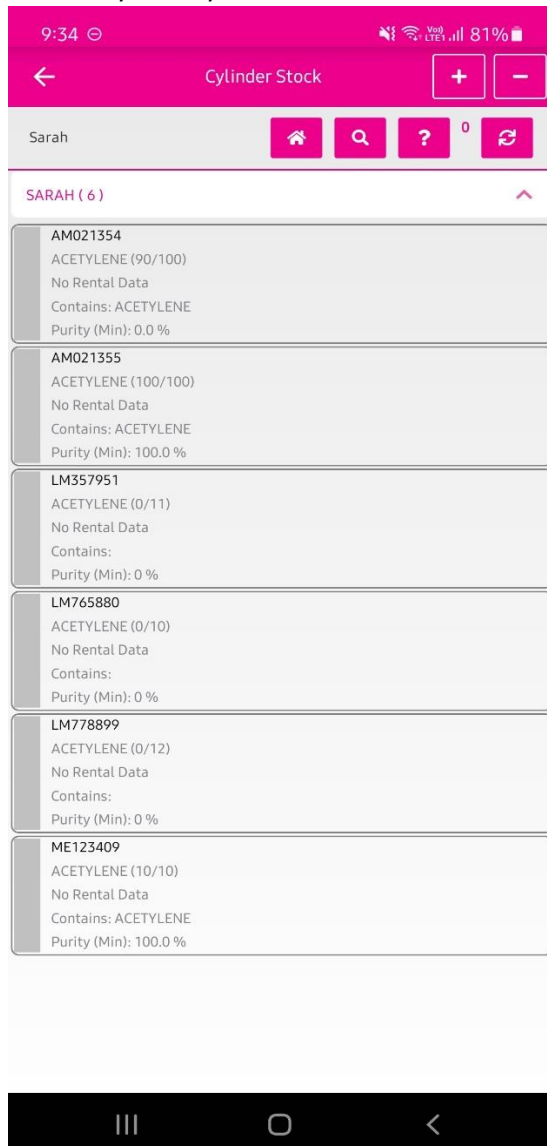 9:34
Vo)) LTE1 81%
Cylinder Stock + −
Sarah ? 0
SARAH ( 6 )
AM021354
ACETYLENE (90/100)
No Rental Data
Contains: ACETYLENE
Purity (Min): 0.0 %
AM021355
ACETYLENE (100/100)
No Rental Data
Contains: ACETYLENE
Purity (Min): 100.0 %
LM357951
ACETYLENE (0/11)
No Rental Data
Contains:
Purity (Min): 0 %
LM765880
ACETYLENE (0/10)
No Rental Data
Contains:
Purity (Min): 0 %
LM778899
ACETYLENE (0/12)
No Rental Data
Contains:
Purity (Min): 0 %
ME123409
ACETYLENE (10/10)
No Rental Data
Contains: ACETYLENE
Purity (Min): 100.0 %